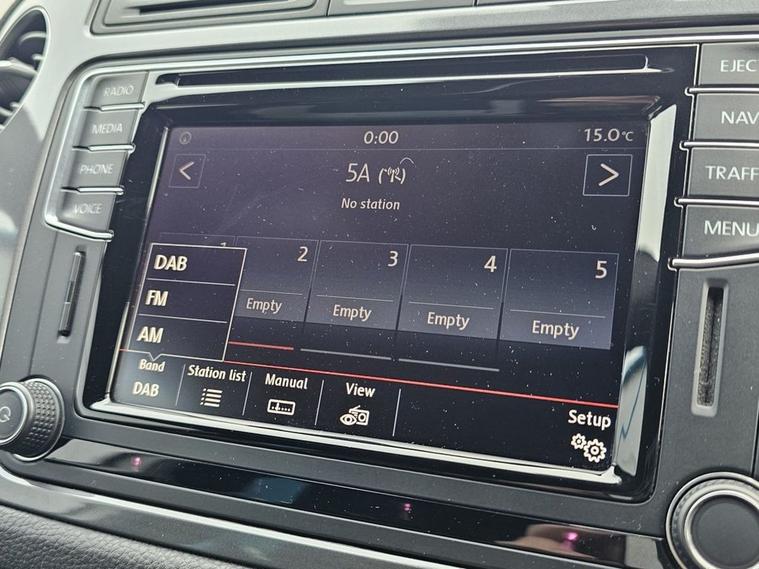 RADIO
MEDIA
PHONE
VOICE
EJEC
NAV
TRAFF
MENU
0:00
15.0°C
<
5A
>
No station
2
3
4
5
Empty
Empty
Empty
Empty
DAB
FM
AM
Band
DAB
Station list
Manual
View
Setup